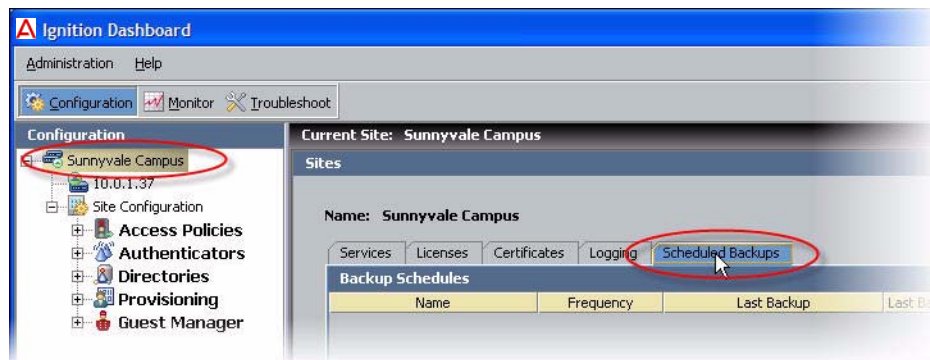 Ignition Dashboard
Administration Help
Configuration Monitor Troubleshoot
Configuration
Sunnyvale Campus
10.0.1.37
Site Configuration
Access Policies
Authenticators
Directories
Provisioning
Guest Manager
Current Site: Sunnyvale Campus
Sites
Name: Sunnyvale Campus
Services Licenses Certificates Logging Scheduled Backups
Backup Schedules
Name Frequency Last Backup Last